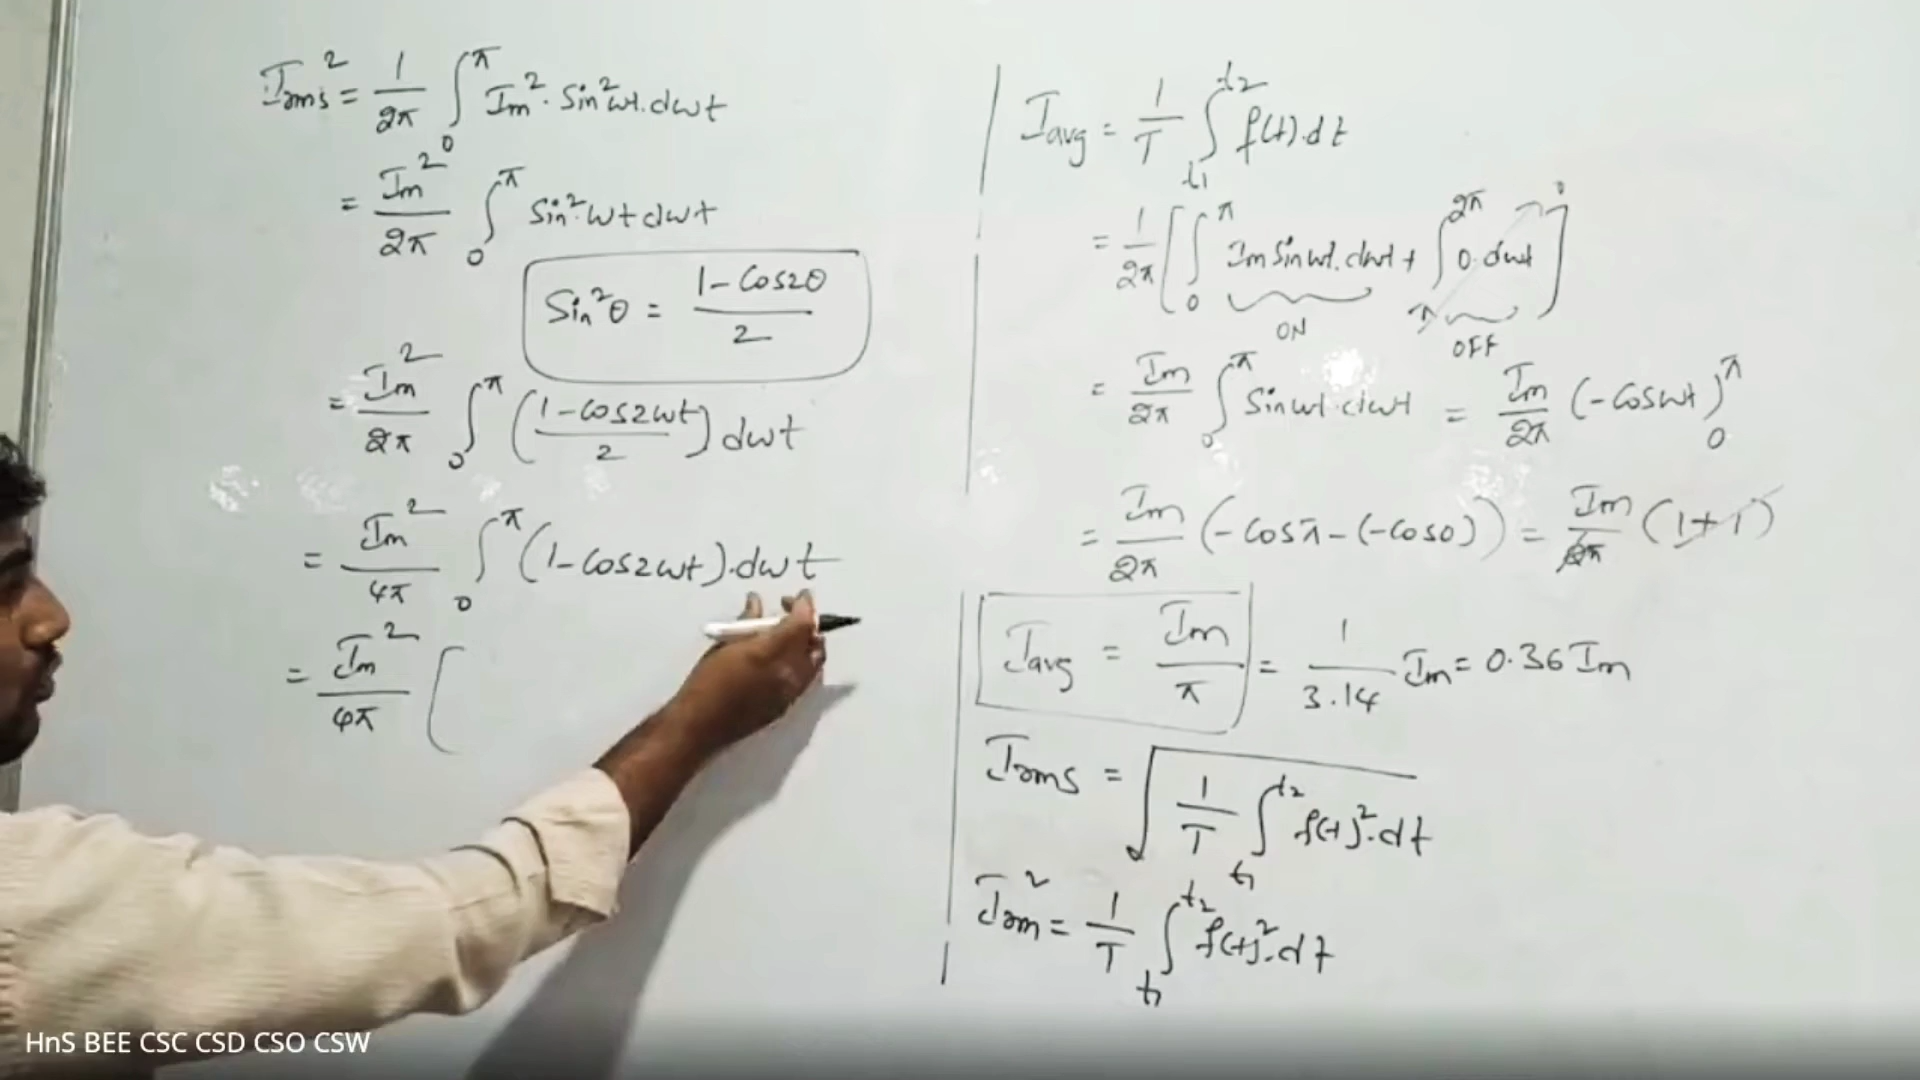 Irms² = 1/2π ∫₀^π Im². Sin²ωt.dωt
= Im²/2π ∫₀^π Sin²ωt dωt
Sin²θ = (1-Cos2θ)/2
= Im²/2π ∫₀^π ((1-Cos2ωt)/2) dωt
= Im²/4π ∫₀^π (1-Cos2ωt).dωt
= Im²/4π (
Iavg = 1/T ∫t₁^t₂ f(t).dt
= 1/2π [∫₀^π Im Sinωt.dωt + ∫π^2π 0.dωt] 0
ON OFF
= Im/2π ∫₀^π Sinωt.dωt = Im/2π (-Cosωt)₀^π
= Im/2π (-Cosπ-(-Cos0)) = Im/2π (1+1)
Iavg = Im/π = 1/3.14 Im = 0.36 Im
Irms = √(1/T ∫t₁^t₂ f(t)².dt)
Irm² = 1/T ∫t₁^t₂ f(t)².dt
HnS BEE CSC CSD CSO CSW